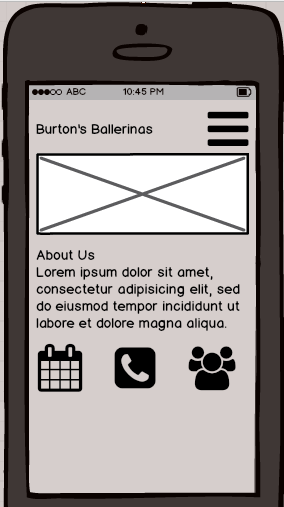 ABC 10:45 PM
Burton's Ballerinas
About Us
Lorem ipsum dolor sit amet,
consectetur adipisicing elit, sed
do eiusmod tempor incididunt ut
labore et dolore magna aliqua.